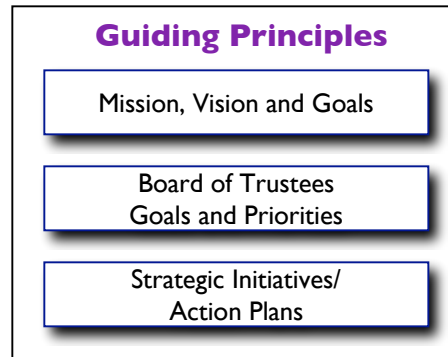 Guiding Principles
Mission, Vision and Goals
Board of Trustees
Goals and Priorities
Strategic Initiatives/
Action Plans